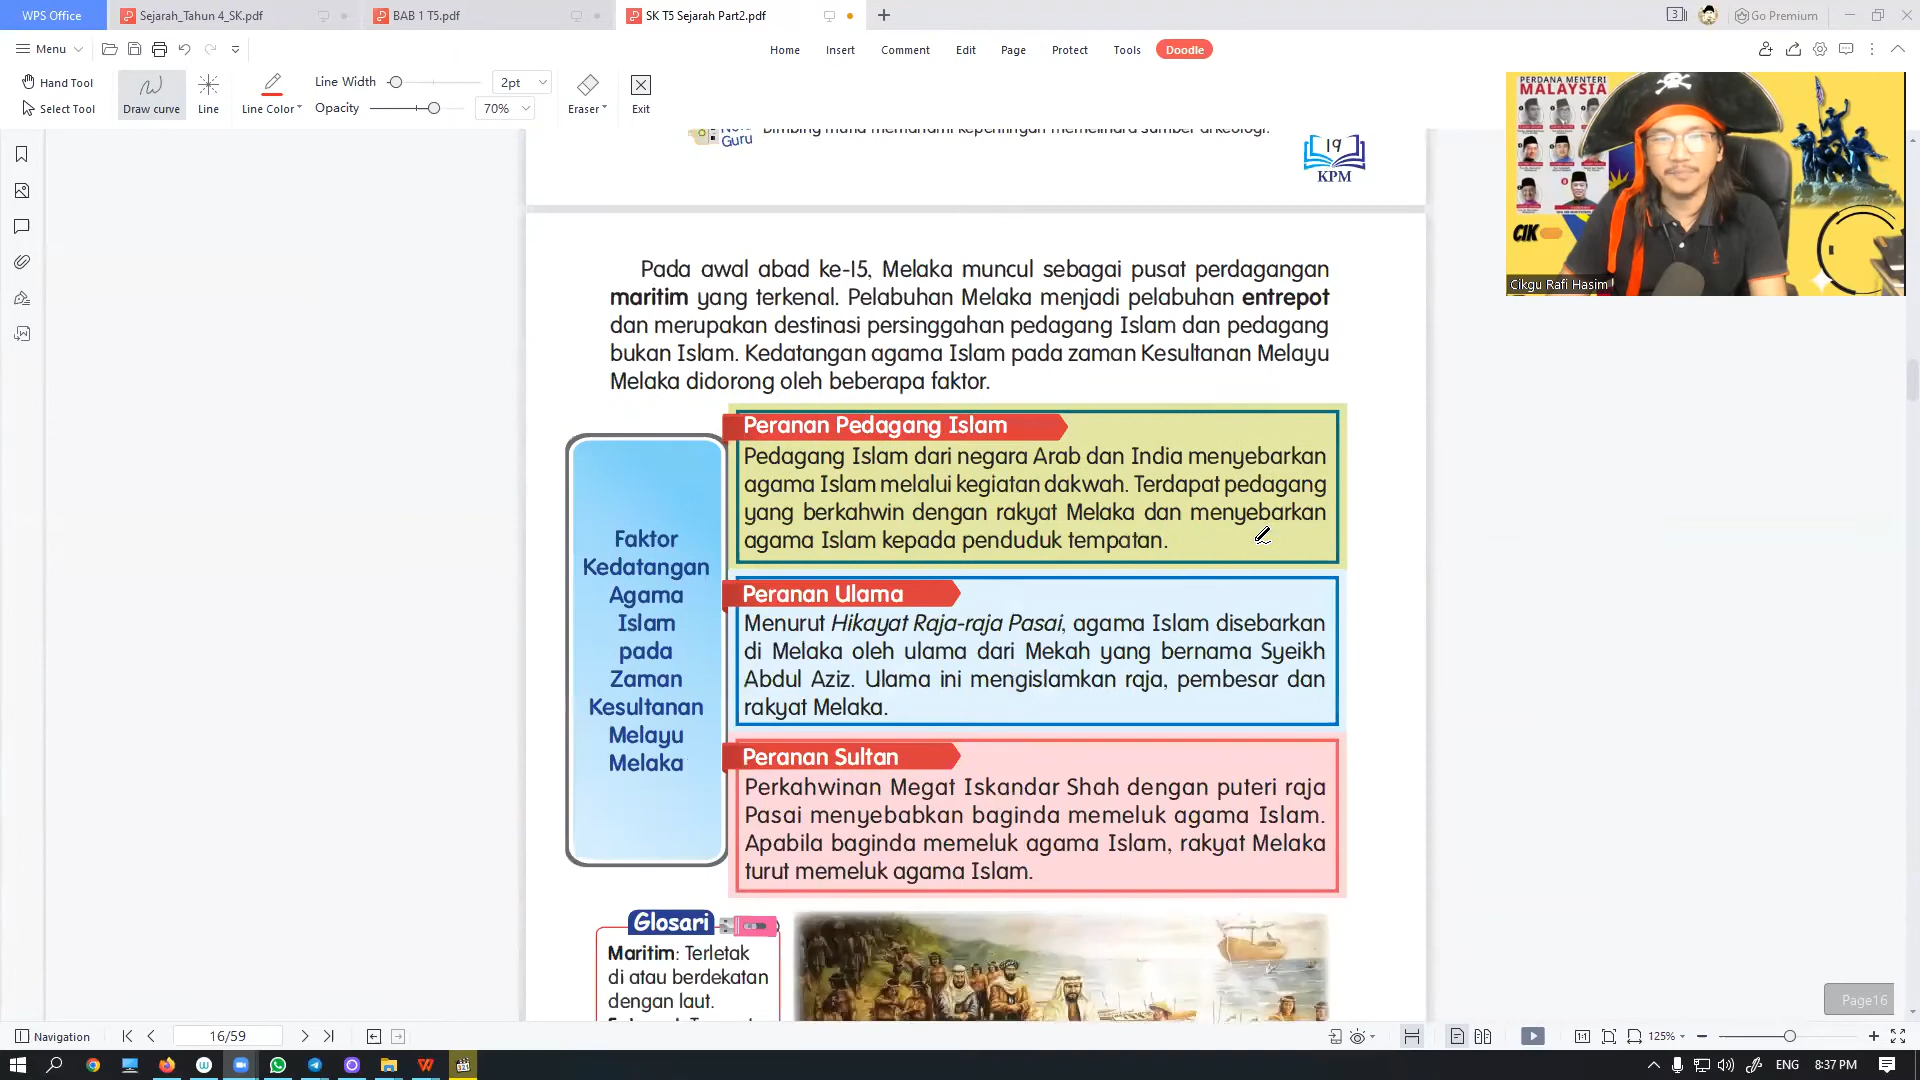 WPS Office
Sejarah_Tahun 4_SK.pdf
BAB 1 T5.pdf
SK T5 Sejarah Part2.pdf
3
Go Premium
Menu
Home
Insert
Comment
Edit
Page
Protect
Tools
Doodle
Hand Tool
Select Tool
Draw curve
Line
Line Color
Line Width
2pt
Opacity
70%
Eraser
Exit
PERDANA MENTERI
MALAYSIA
CIK
Cikgu Rafi Hasim
Guru
19
KPM
Pada awal abad ke-15, Melaka muncul sebagai pusat perdagangan
maritim yang terkenal. Pelabuhan Melaka menjadi pelabuhan entrepot
dan merupakan destinasi persinggahan pedagang Islam dan pedagang
bukan Islam. Kedatangan agama Islam pada zaman Kesultanan Melayu
Melaka didorong oleh beberapa faktor.
Faktor
Kedatangan
Agama
Islam
pada
Zaman
Kesultanan
Melayu
Melaka
Peranan Pedagang Islam
Pedagang Islam dari negara Arab dan India menyebarkan
agama Islam melalui kegiatan dakwah. Terdapat pedagang
yang berkahwin dengan rakyat Melaka dan menyebarkan
agama Islam kepada penduduk tempatan.
Peranan Ulama
Menurut Hikayat Raja-raja Pasai, agama Islam disebarkan
di Melaka oleh ulama dari Mekah yang bernama Syeikh
Abdul Aziz. Ulama ini mengislamkan raja, pembesar dan
rakyat Melaka.
Peranan Sultan
Perkahwinan Megat Iskandar Shah dengan puteri raja
Pasai menyebabkan baginda memeluk agama Islam.
Apabila baginda memeluk agama Islam, rakyat Melaka
turut memeluk agama Islam.
Glosari
Maritim: Terletak
di atau berdekatan
dengan laut.
Page16
Navigation
16/59
125%
ENG
8:37 PM